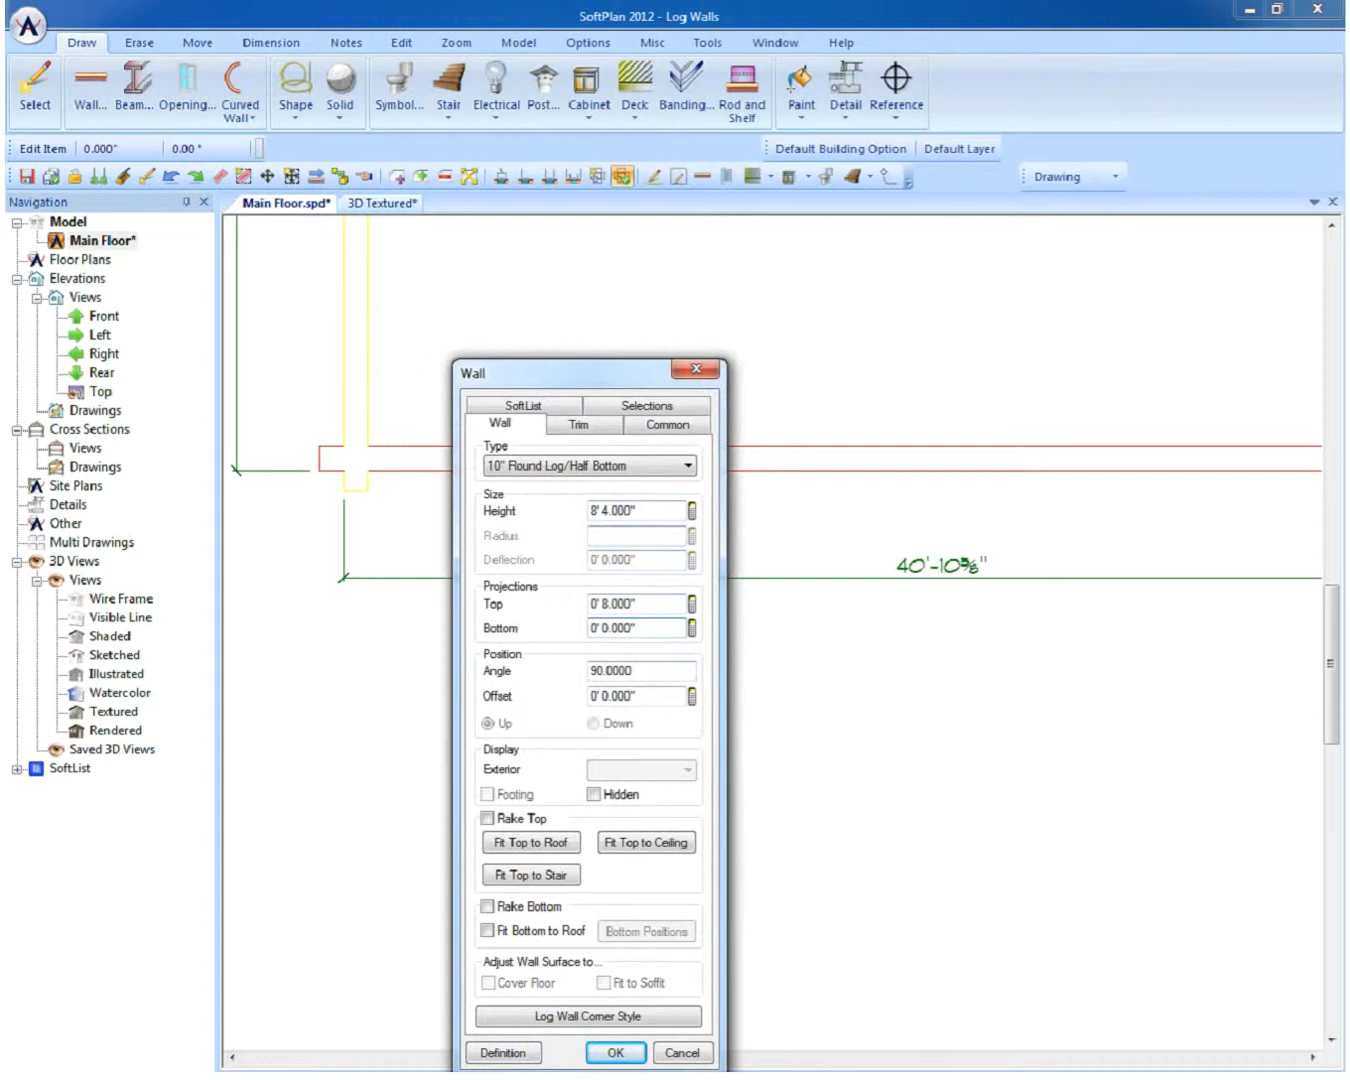 SoftPlan 2012 - Log Walls
Draw Erase Move Dimension Notes Edit Zoom Model Options Misc Tools Window Help
Select Wall... Beam... Opening... Curved Wall Shape Solid Symbol... Stair Electrical Post... Cabinet Deck Banding... Rod and Shelf Paint Detail Reference
Edit Item 0.000" 0.00 ° Default Building Option Default Layer
Drawing
Navigation
Main Floor.spd* 3D Textured*
Model
Main Floor*
Floor Plans
Elevations
Views
Front
Left
Right
Rear
Top
Drawings
Cross Sections
Views
Drawings
Site Plans
Details
Other
Multi Drawings
3D Views
Views
Wire Frame
Visible Line
Shaded
Sketched
Illustrated
Watercolor
Textured
Rendered
Saved 3D Views
SoftList
Wall
SoftList Selections
Wall Trim Common
Type
10" Round Log/Half Bottom
Size
Height 8' 4.000"
Radius
Deflection 0' 0.000"
Projections
Top 0' 8.000"
Bottom 0' 0.000"
Position
Angle 90.0000
Offset 0' 0.000"
Up Down
Display
Exterior
Footing Hidden
Rake Top
Fit Top to Roof Fit Top to Ceiling
Fit Top to Stair
Rake Bottom
Fit Bottom to Roof Bottom Positions
Adjust Wall Surface to...
Cover Floor Fit to Soffit
Log Wall Corner Style
Definition OK Cancel